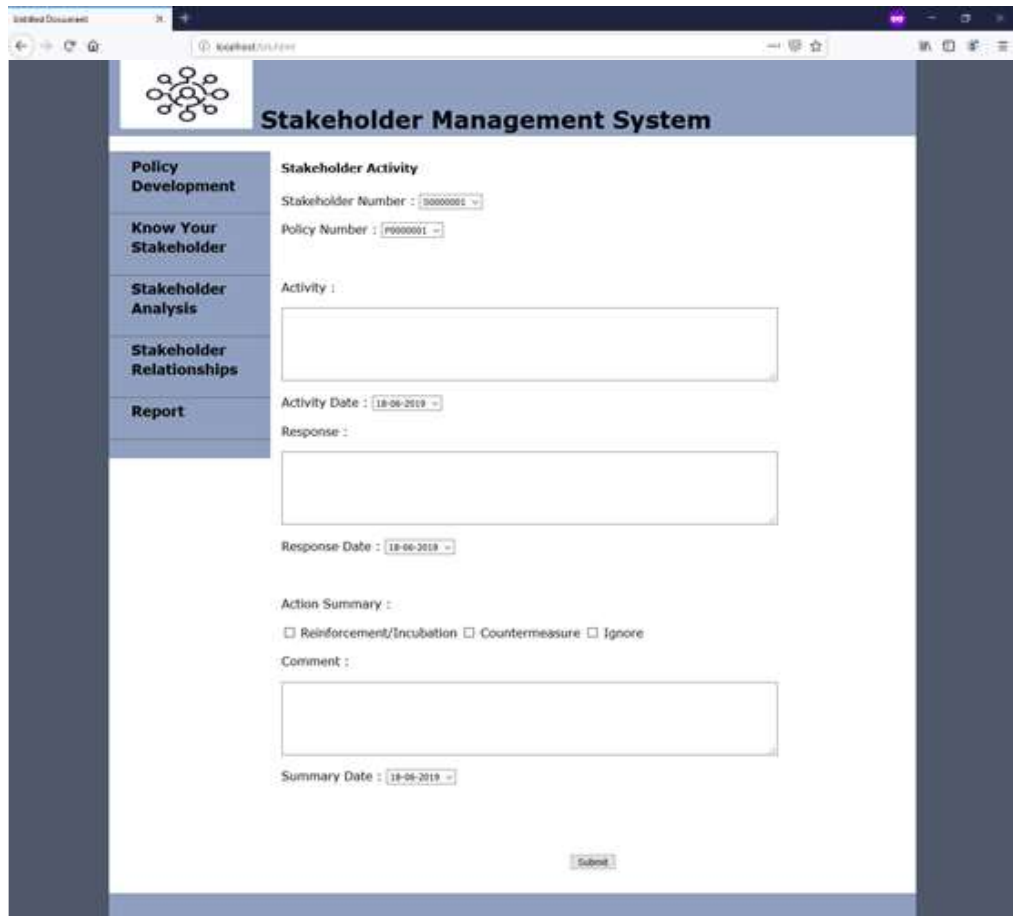 Untitled Document
Stakeholder Management System
Policy
Development
Know Your
Stakeholder
Stakeholder
Analysis
Stakeholder
Relationships
Report
Stakeholder Activity
Stakeholder Number : S0000001
Policy Number : P0000001
Activity :
Activity Date : 18-06-2019
Response :
Response Date : 18-06-2019
Action Summary :
Reinforcement/Incubation Countermeasure Ignore
Comment :
Summary Date : 18-06-2019
Submit